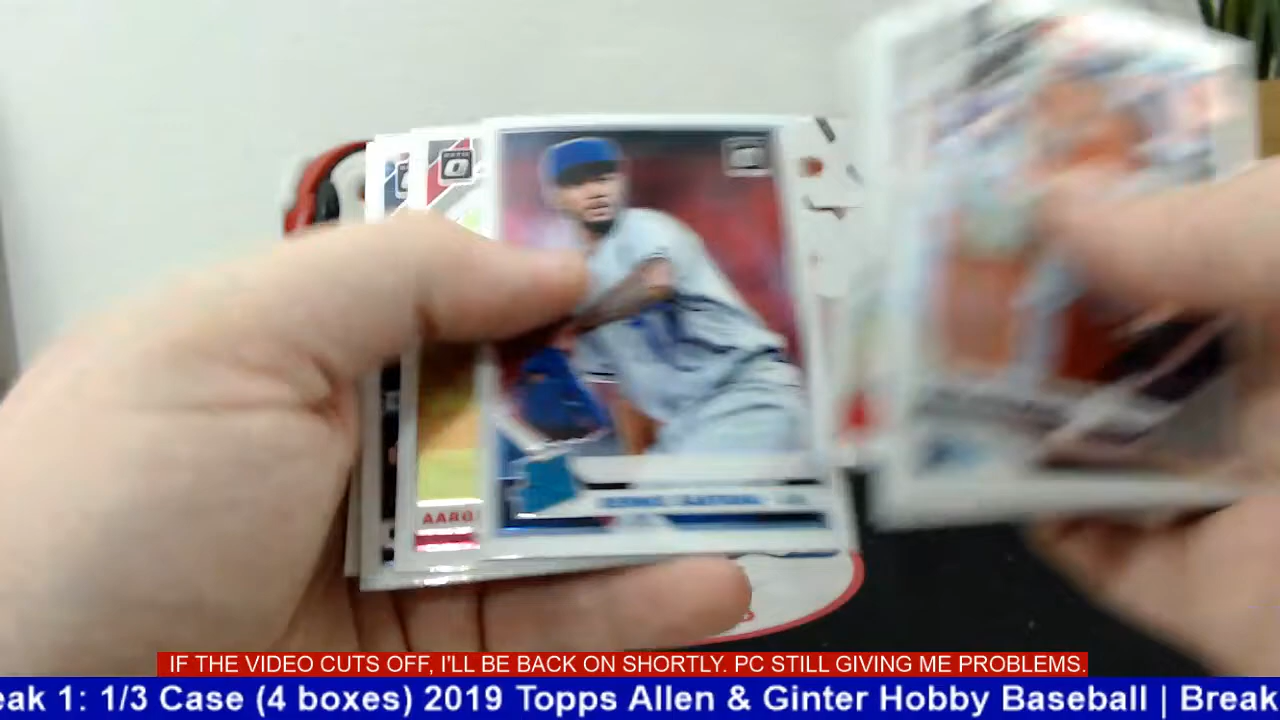 AARO
IF THE VIDEO CUTS OFF, I'LL BE BACK ON SHORTLY. PC STILL GIVING ME PROBLEMS.
eak 1: 1/3 Case (4 boxes) 2019 Topps Allen & Ginter Hobby Baseball | Break